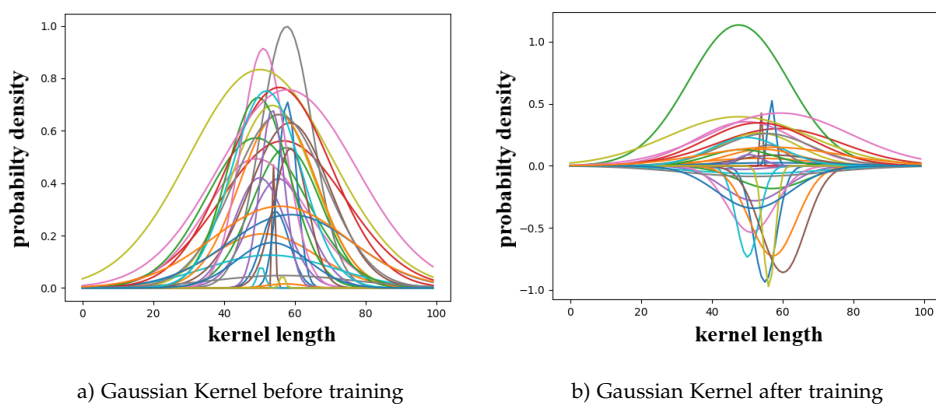 1.0
0.8
0.6
0.4
0.2
0.0
probabilty density
0 20 40 60 80 100
kernel length
a) Gaussian Kernel before training
1.0
0.5
0.0
−0.5
−1.0
probability density
0 20 40 60 80 100
kernel length
b) Gaussian Kernel after training